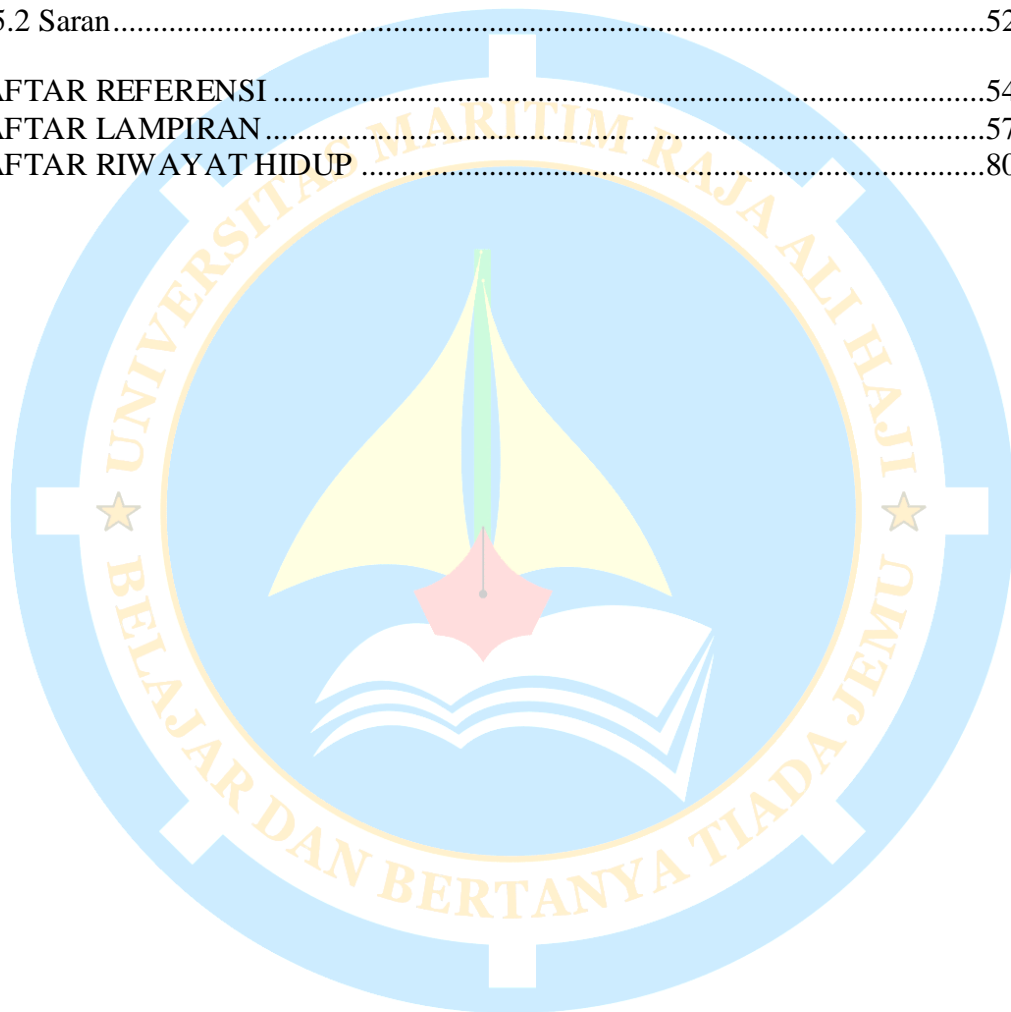 5.2 Saran........................................................................................................52
AFTAR REFERENSI ....................................................................................54
AFTAR LAMPIRAN.....................................................................................57
AFTAR RIWAYAT HIDUP .........................................................................80
UNIVERSITAS MARITIM RAJA ALI HAJI
BELAJAR DAN BERTANYA TIADA JEMU